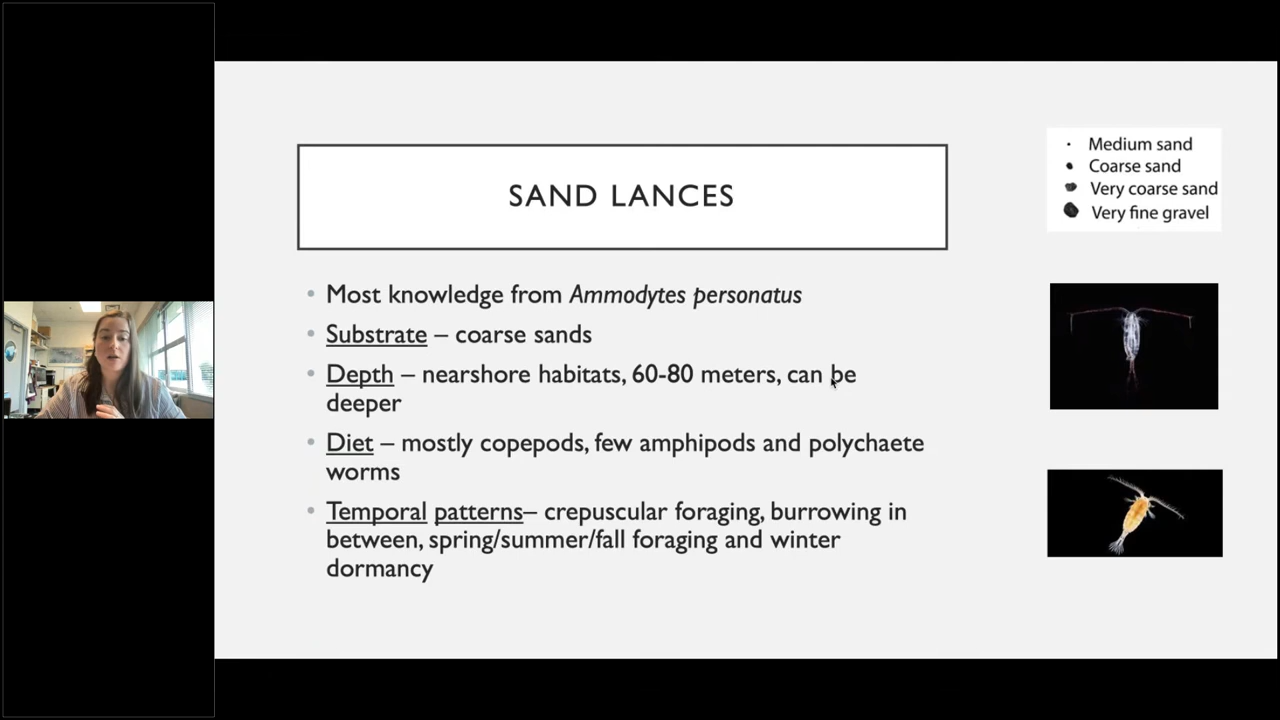 SAND LANCES
Most knowledge from Ammodytes personatus
Substrate – coarse sands
Depth – nearshore habitats, 60-80 meters, can be
deeper
Diet – mostly copepods, few amphipods and polychaete
worms
Temporal patterns– crepuscular foraging, burrowing in
between, spring/summer/fall foraging and winter
dormancy
Medium sand
Coarse sand
Very coarse sand
Very fine gravel